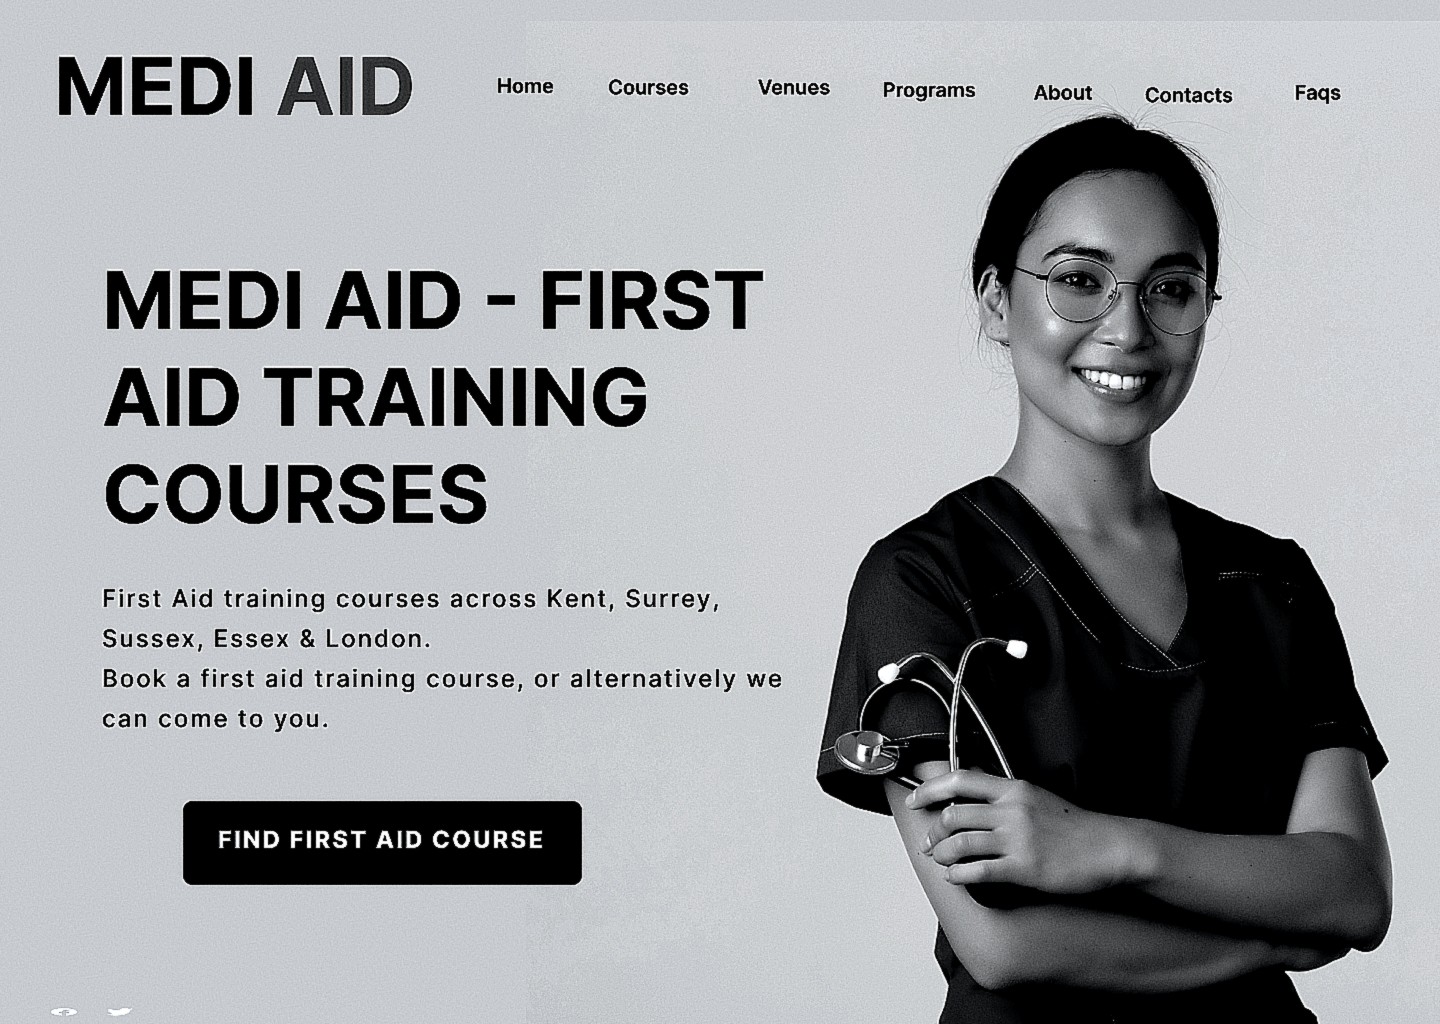 MEDI AID
Home Courses Venues Programs About Contacts Faqs
MEDI AID - FIRST
AID TRAINING
COURSES
First Aid training courses across Kent, Surrey,
Sussex, Essex & London.
Book a first aid training course, or alternatively we
can come to you.
FIND FIRST AID COURSE